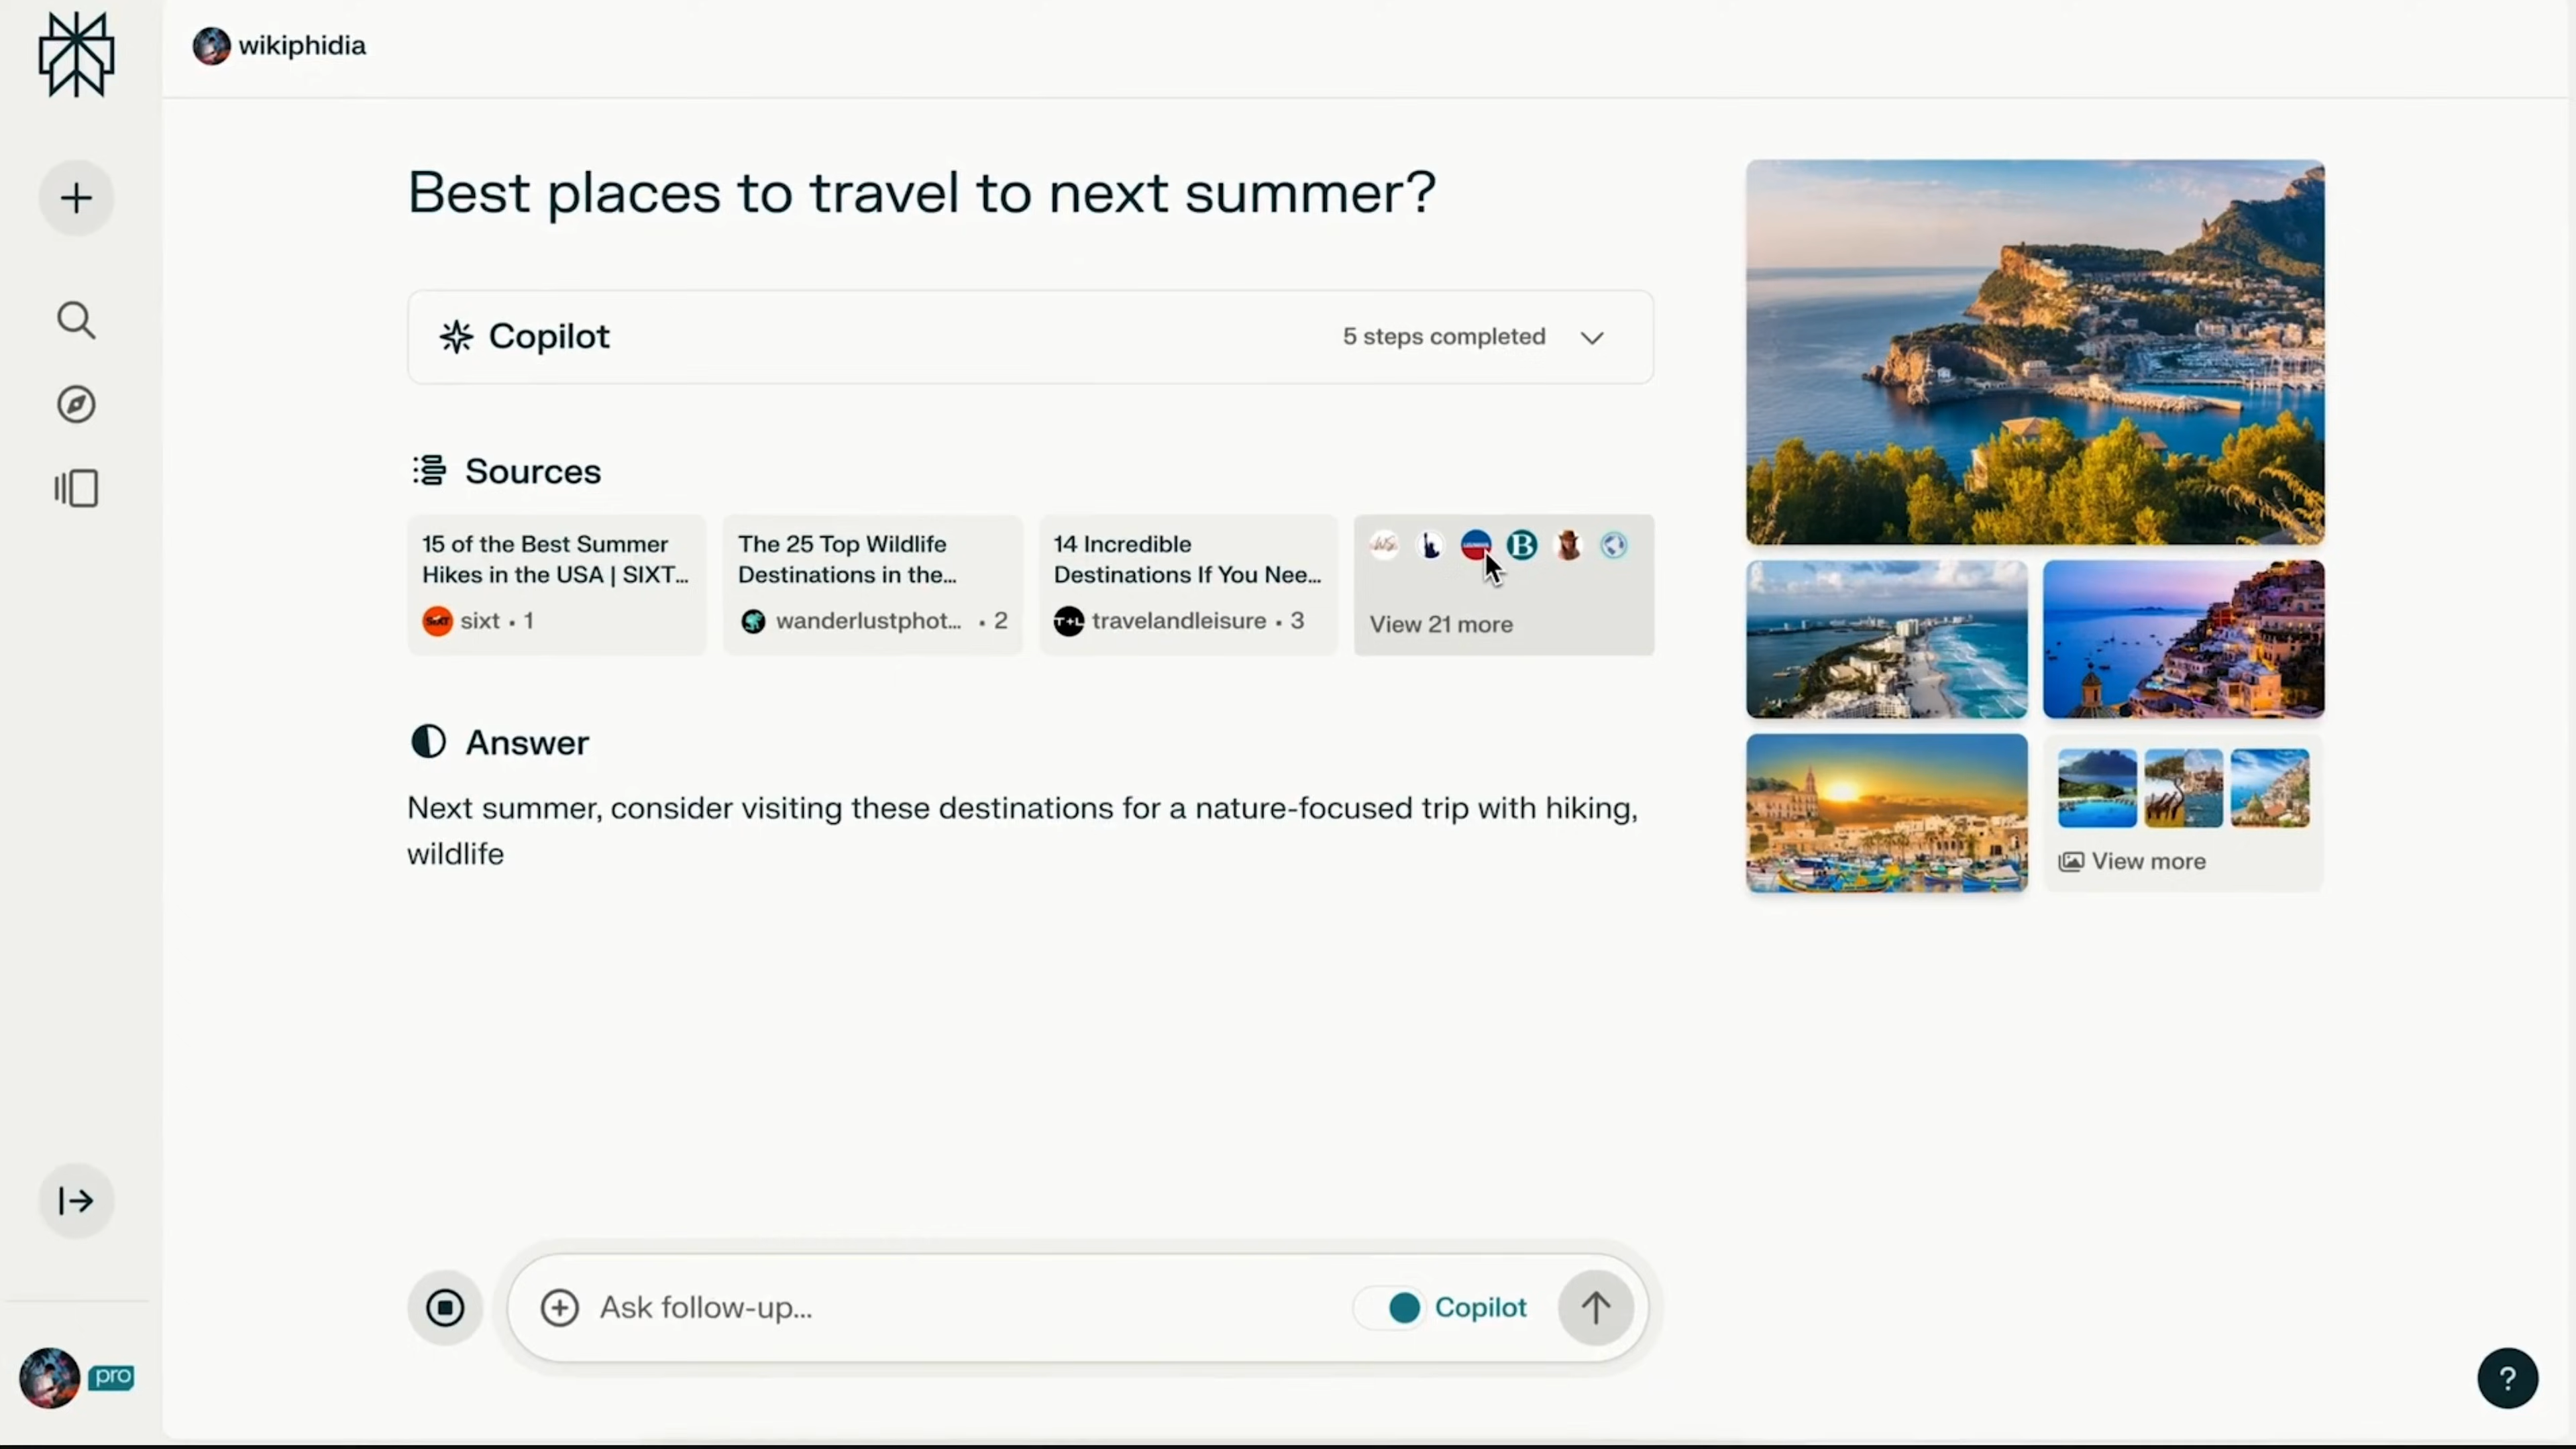 wikiphidia
Best places to travel to next summer?
Copilot
5 steps completed
Sources
15 of the Best Summer
Hikes in the USA | SIXT...
sixt • 1
The 25 Top Wildlife
Destinations in the...
wanderlustphot... • 2
14 Incredible
Destinations If You Nee...
T+L travelandleisure • 3
B
View 21 more
Answer
Next summer, consider visiting these destinations for a nature-focused trip with hiking,
wildlife
View more
Ask follow-up...
Copilot
pro
?